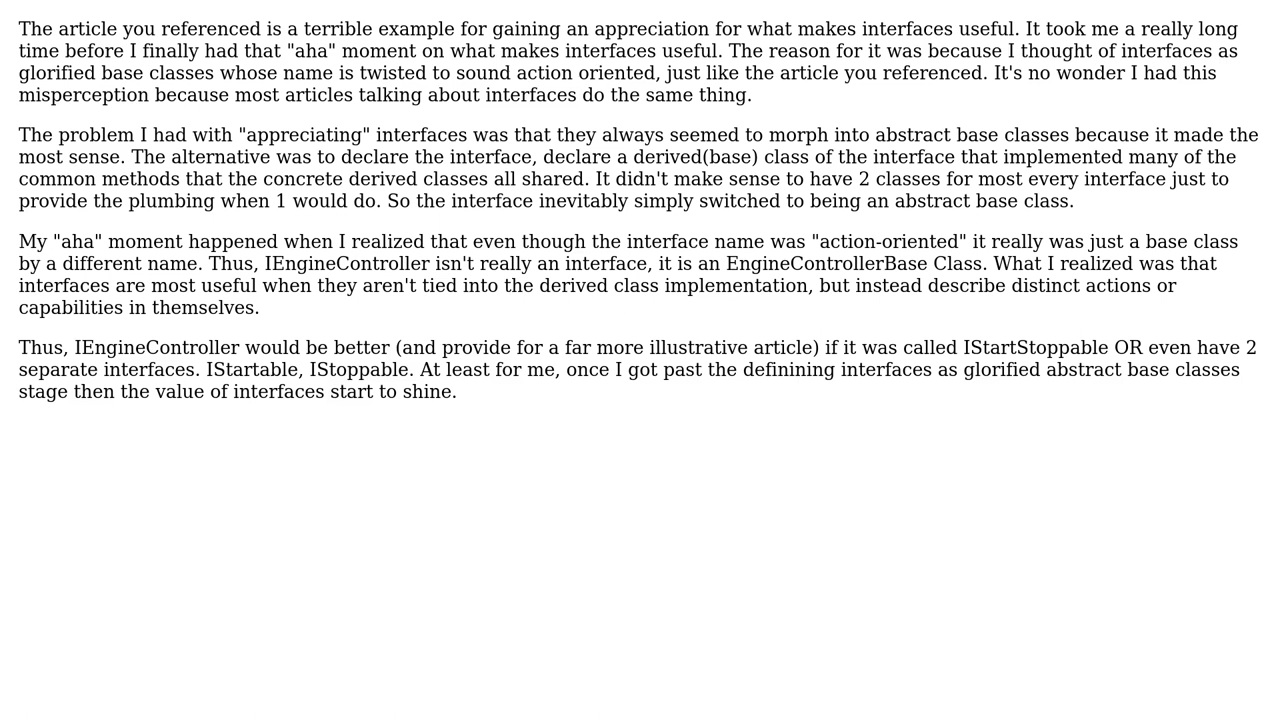 The article you referenced is a terrible example for gaining an appreciation for what makes interfaces useful. It took me a really long
time before I finally had that "aha" moment on what makes interfaces useful. The reason for it was because I thought of interfaces as
glorified base classes whose name is twisted to sound action oriented, just like the article you referenced. It's no wonder I had this
misperception because most articles talking about interfaces do the same thing.
The problem I had with "appreciating" interfaces was that they always seemed to morph into abstract base classes because it made the
most sense. The alternative was to declare the interface, declare a derived(base) class of the interface that implemented many of the
common methods that the concrete derived classes all shared. It didn't make sense to have 2 classes for most every interface just to
provide the plumbing when 1 would do. So the interface inevitably simply switched to being an abstract base class.
My "aha" moment happened when I realized that even though the interface name was "action-oriented" it really was just a base class
by a different name. Thus, IEngineController isn't really an interface, it is an EngineControllerBase Class. What I realized was that
interfaces are most useful when they aren't tied into the derived class implementation, but instead describe distinct actions or
capabilities in themselves.
Thus, IEngineController would be better (and provide for a far more illustrative article) if it was called IStartStoppable OR even have 2
separate interfaces. IStartable, IStoppable. At least for me, once I got past the definining interfaces as glorified abstract base classes
stage then the value of interfaces start to shine.